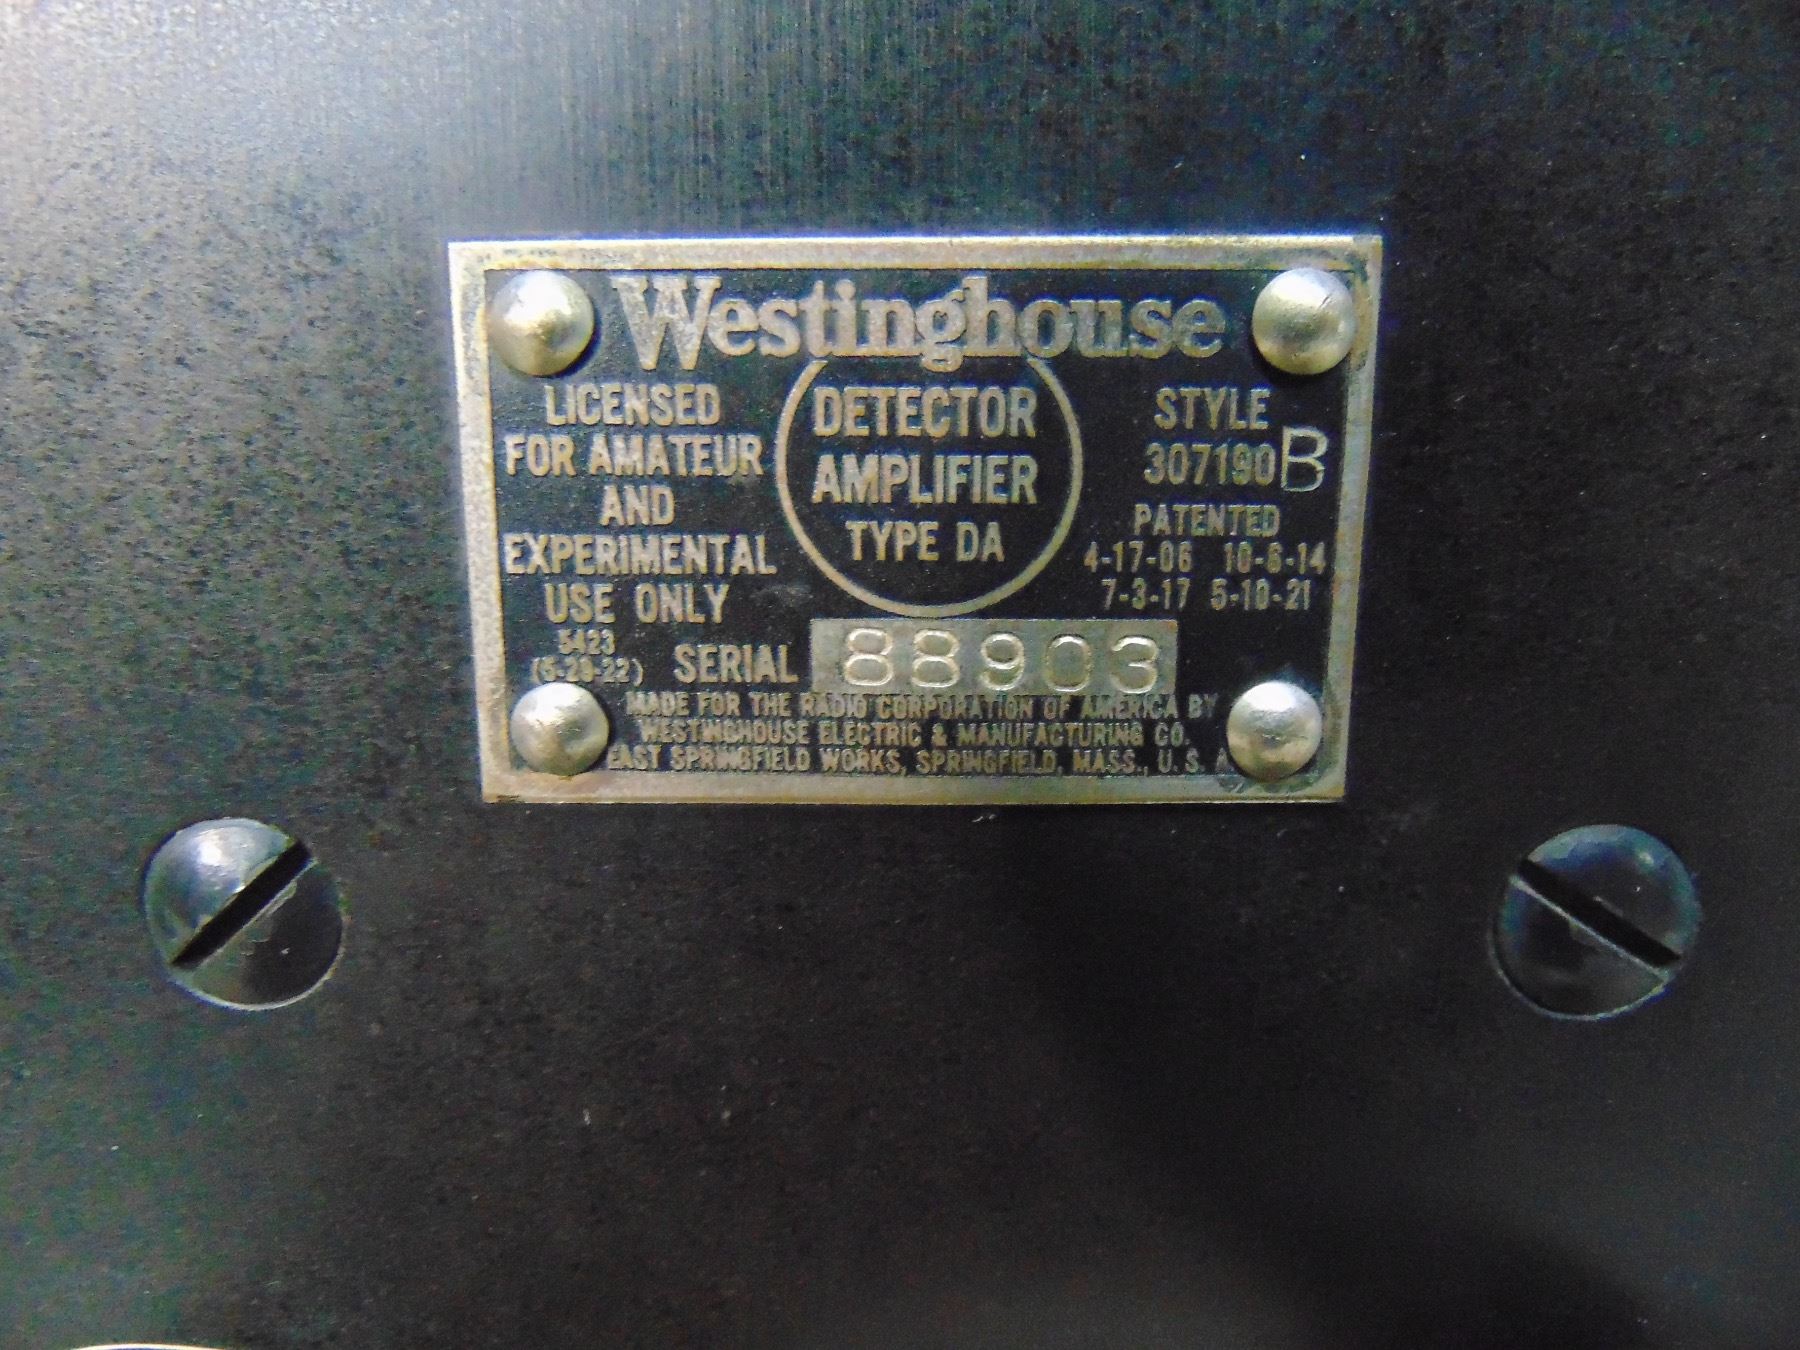 Westinghouse
LICENSED
FOR AMATEUR
AND
EXPERIMENTAL
USE ONLY
5423
(5-23-22)
DETECTOR
AMPLIFIER
TYPE DA
STYLE
307190B
PATENTED
4-17-06 10-6-14
7-3-17 5-10-21
SERIAL 88903
MADE FOR THE RADIO CORPORATION OF AMERICA BY
WESTINGHOUSE ELECTRIC & MANUFACTURING CO.
EAST SPRINGFIELD WORKS, SPRINGFIELD, MASS., U. S. A